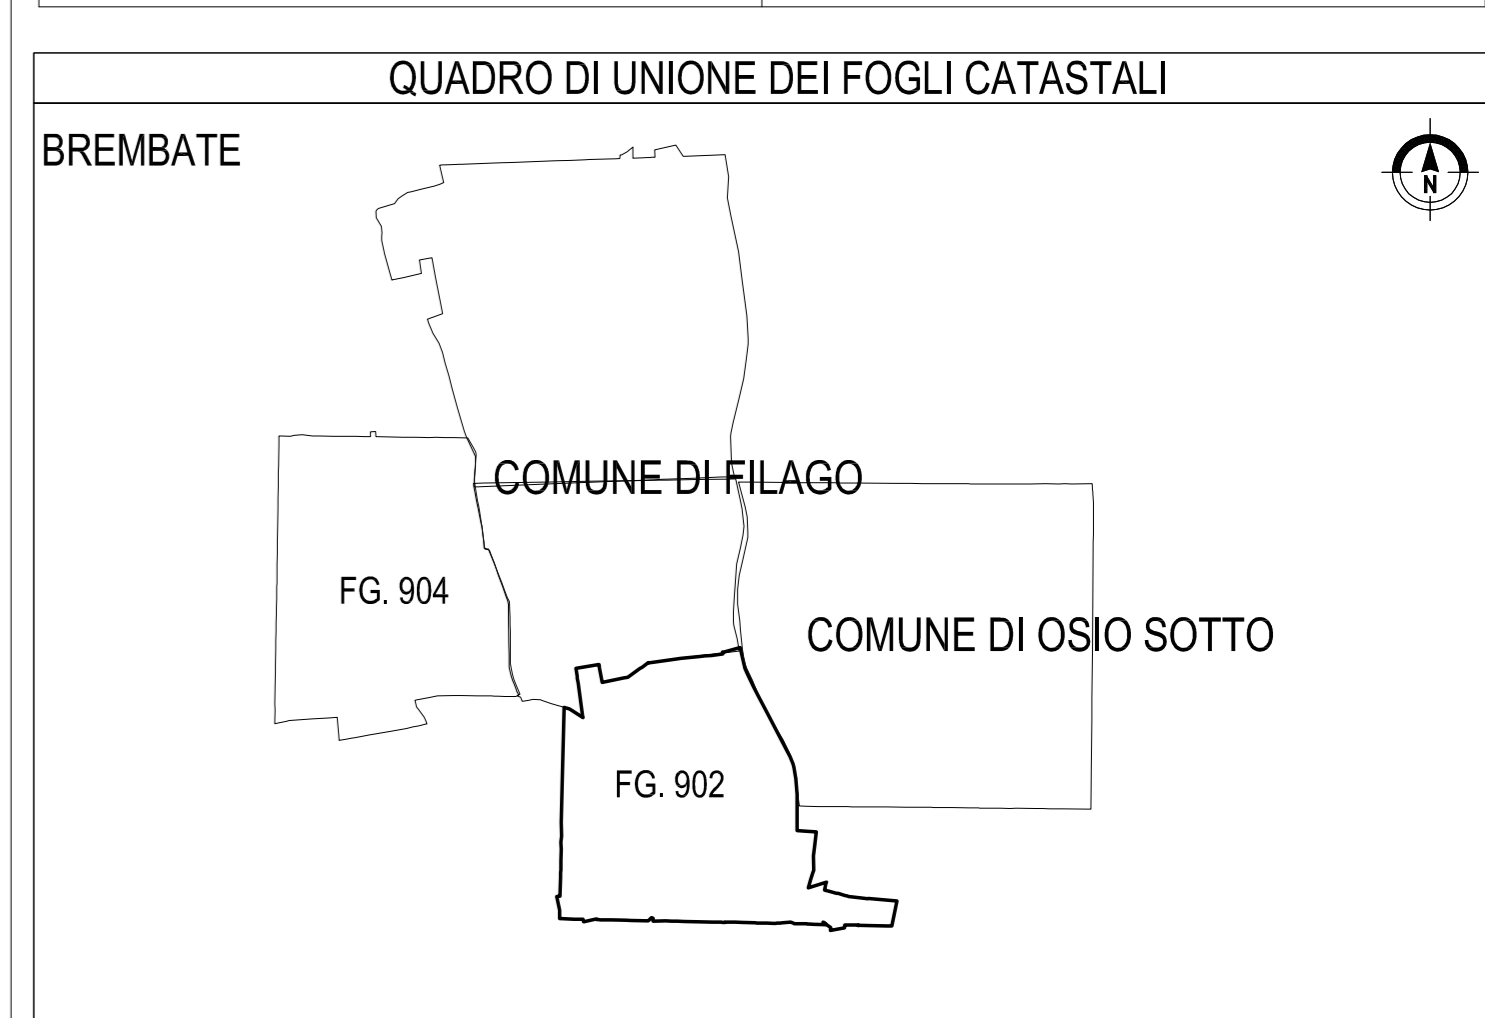 QUADRO DI UNIONE DEI FOGLI CATASTALI
BREMBATE
N
COMUNE DI FILAGO
FG. 904
COMUNE DI OSIO SOTTO
FG. 902